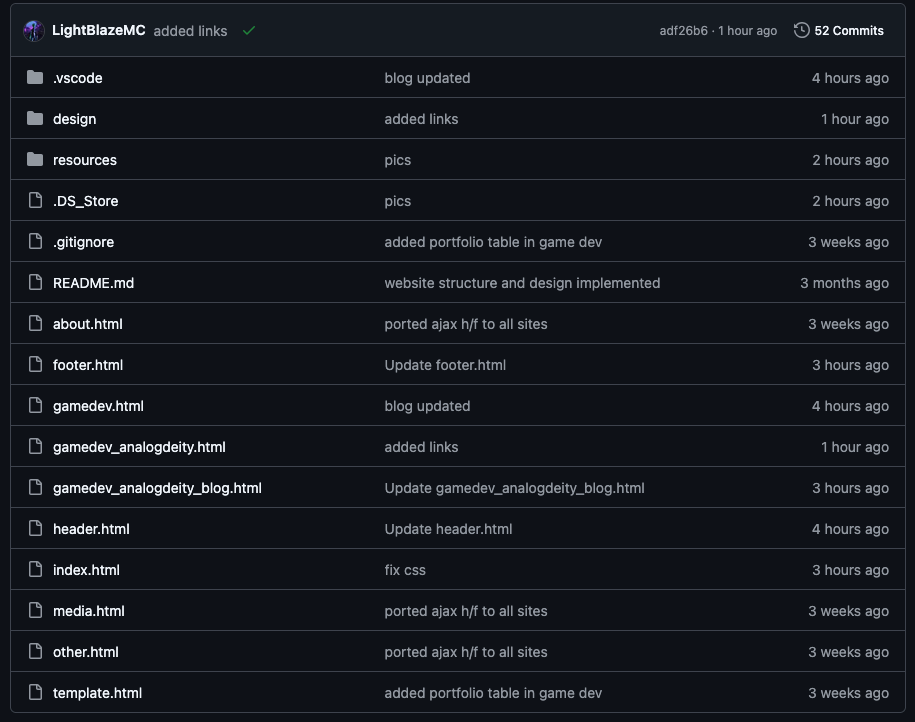 LightBlazeMC added links adf26b6 · 1 hour ago 52 Commits
.vscode blog updated 4 hours ago
design added links 1 hour ago
resources pics 2 hours ago
.DS_Store pics 2 hours ago
.gitignore added portfolio table in game dev 3 weeks ago
README.md website structure and design implemented 3 months ago
about.html ported ajax h/f to all sites 3 weeks ago
footer.html Update footer.html 3 hours ago
gamedev.html blog updated 4 hours ago
gamedev_analogdeity.html added links 1 hour ago
gamedev_analogdeity_blog.html Update gamedev_analogdeity_blog.html 3 hours ago
header.html Update header.html 4 hours ago
index.html fix css 3 hours ago
media.html ported ajax h/f to all sites 3 weeks ago
other.html ported ajax h/f to all sites 3 weeks ago
template.html added portfolio table in game dev 3 weeks ago